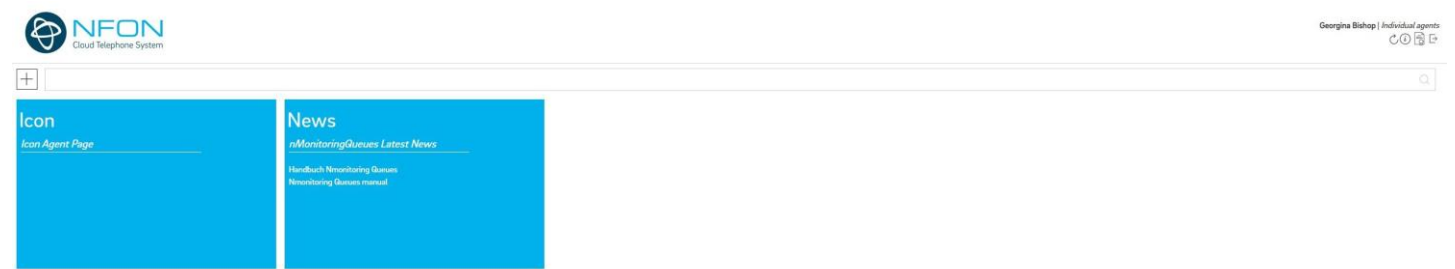 NFON
Cloud Telephone System
Georgina Bishop | Individual agents
Icon
Icon Agent Page
News
nMonitoringQueues Latest News
Handbuch Nmonitoring Queues
Nmonitoring Queues manual